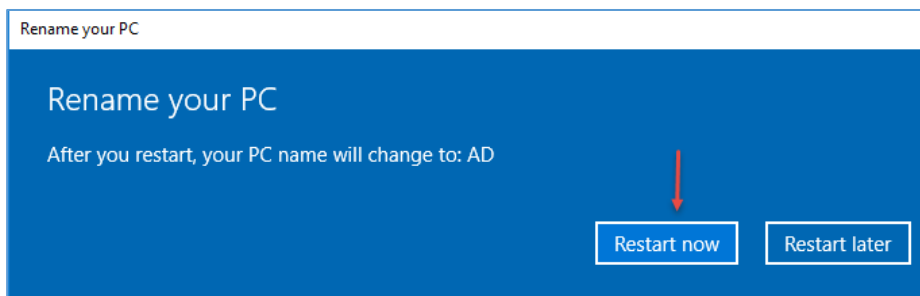 Rename your PC
Rename your PC
After you restart, your PC name will change to: AD
Restart now
Restart later